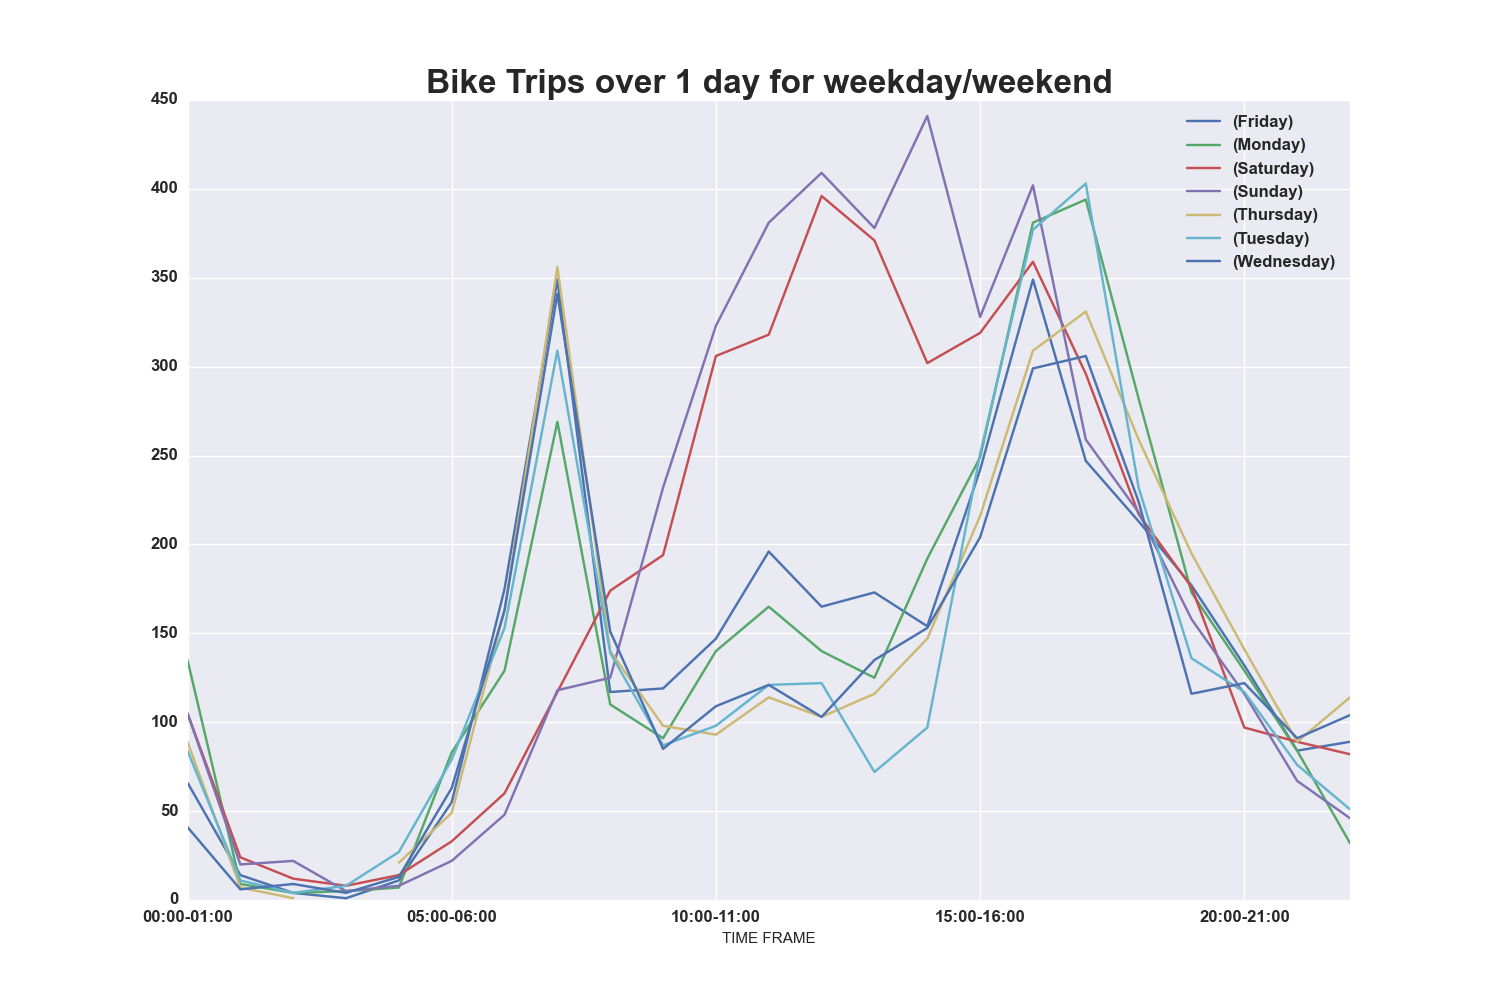 Bike Trips over 1 day for weekday/weekend
450
400
350
300
250
200
150
100
50
0
(Friday)
(Monday)
(Saturday)
(Sunday)
(Thursday)
(Tuesday)
(Wednesday)
00:00-01:00 05:00-06:00 10:00-11:00 15:00-16:00 20:00-21:00
TIME FRAME